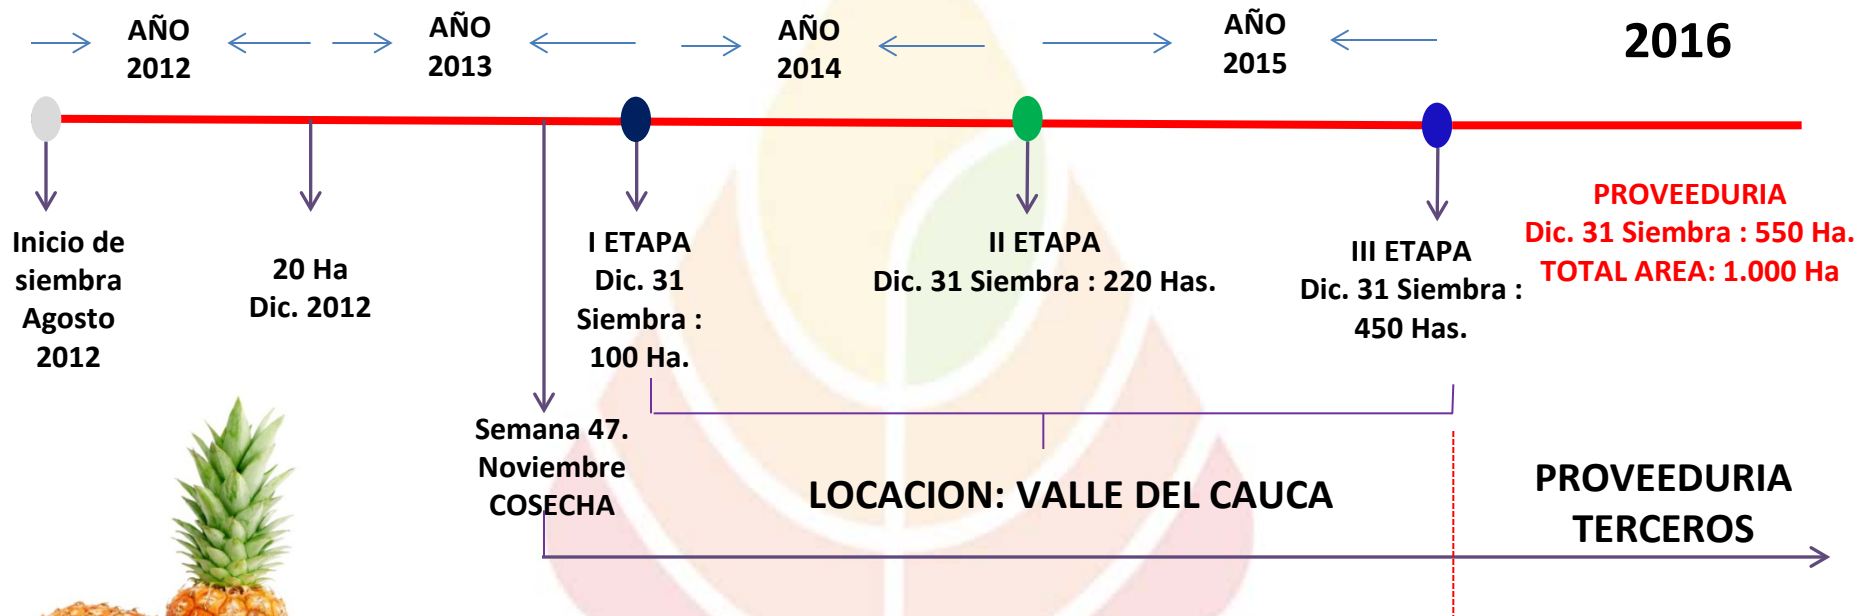 AÑO
2012
AÑO
2013
AÑO
2014
AÑO
2015
2016
Inicio de
siembra
Agosto
2012
20 Ha
Dic. 2012
Semana 47.
Noviembre
COSECHA
I ETAPA
Dic. 31
Siembra :
100 Ha.
II ETAPA
Dic. 31 Siembra : 220 Has.
III ETAPA
Dic. 31 Siembra :
450 Has.
PROVEEDURIA
Dic. 31 Siembra : 550 Ha.
TOTAL AREA: 1.000 Ha
LOCACION: VALLE DEL CAUCA
PROVEEDURIA
TERCEROS